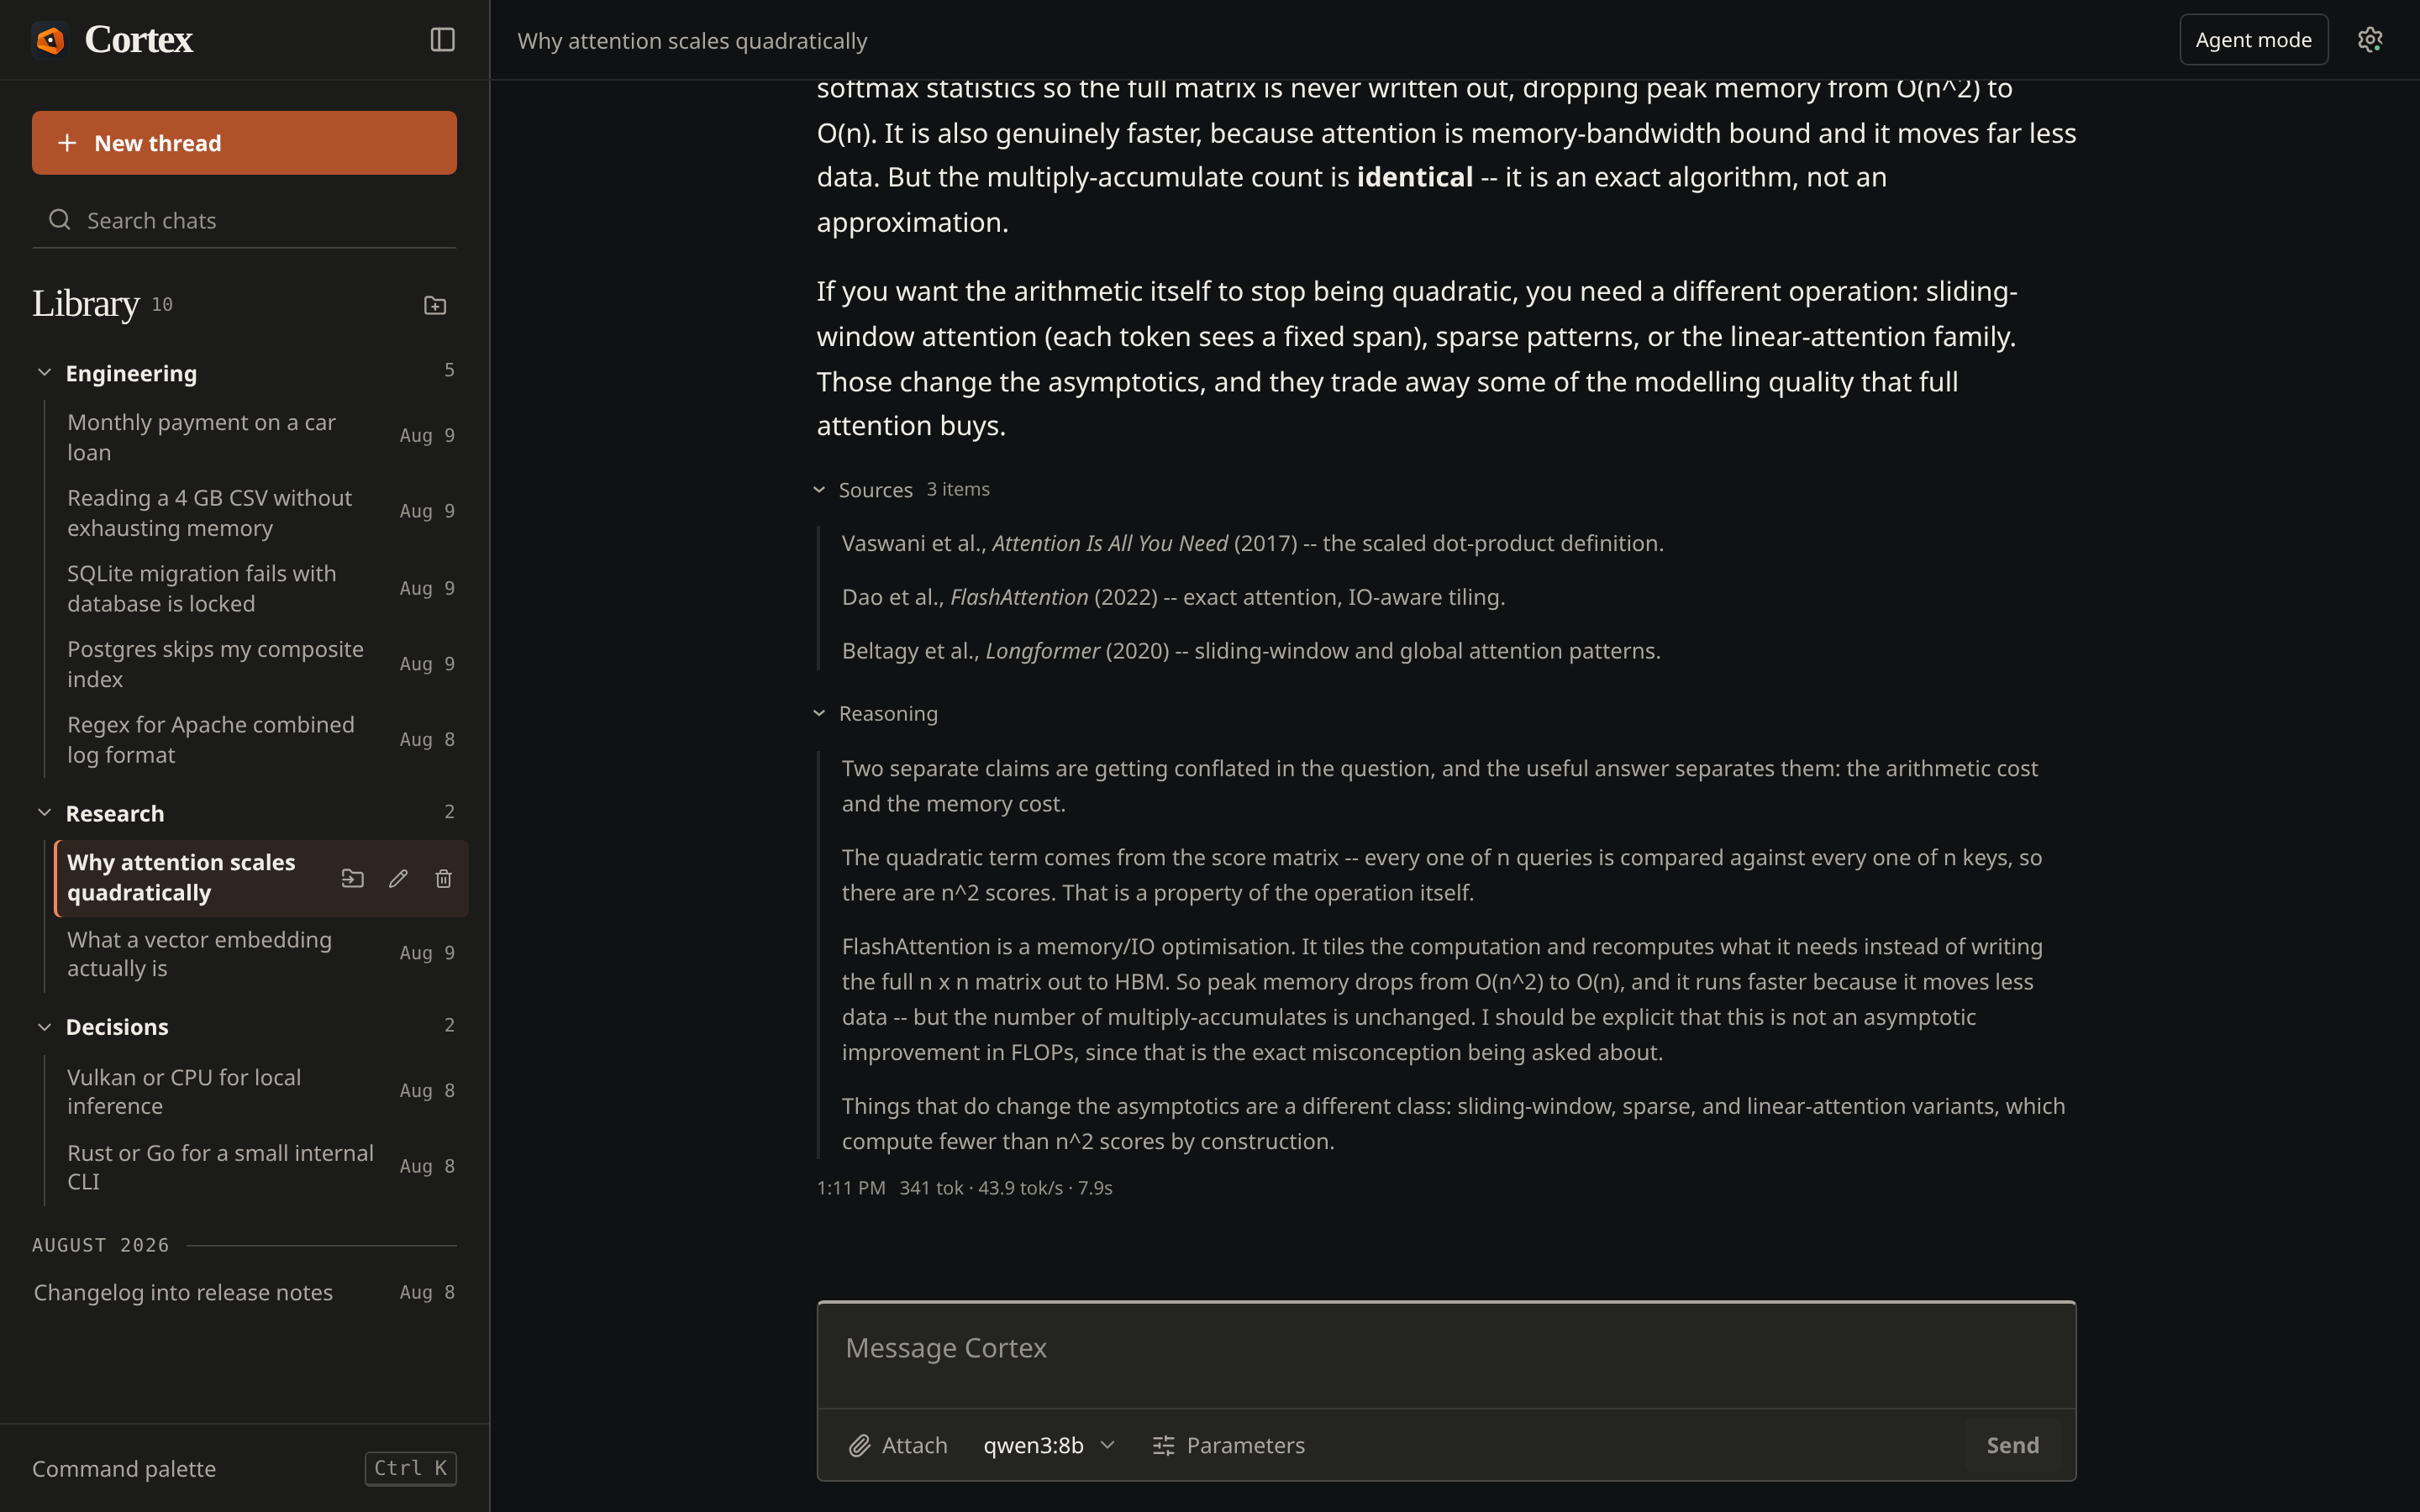 Cortex
New thread
Search chats
Library 10
Engineering 5
Monthly payment on a car
loan
Aug 9
Reading a 4 GB CSV without
exhausting memory
Aug 9
SQLite migration fails with
database is locked
Aug 9
Postgres skips my composite
index
Aug 9
Regex for Apache combined
log format
Aug 8
Research 2
Why attention scales
quadratically
What a vector embedding
actually is
Aug 9
Decisions 2
Vulkan or CPU for local
inference
Aug 8
Rust or Go for a small internal
CLI
Aug 8
AUGUST 2026
Changelog into release notes Aug 8
Command palette Ctrl K
Why attention scales quadratically
Agent mode
softmax statistics so the full matrix is never written out, dropping peak memory from O(n^2) to
O(n). It is also genuinely faster, because attention is memory-bandwidth bound and it moves far less
data. But the multiply-accumulate count is identical -- it is an exact algorithm, not an
approximation.
If you want the arithmetic itself to stop being quadratic, you need a different operation: sliding-
window attention (each token sees a fixed span), sparse patterns, or the linear-attention family.
Those change the asymptotics, and they trade away some of the modelling quality that full
attention buys.
Sources 3 items
Vaswani et al., Attention Is All You Need (2017) -- the scaled dot-product definition.
Dao et al., FlashAttention (2022) -- exact attention, IO-aware tiling.
Beltagy et al., Longformer (2020) -- sliding-window and global attention patterns.
Reasoning
Two separate claims are getting conflated in the question, and the useful answer separates them: the arithmetic cost
and the memory cost.
The quadratic term comes from the score matrix -- every one of n queries is compared against every one of n keys, so
there are n^2 scores. That is a property of the operation itself.
FlashAttention is a memory/IO optimisation. It tiles the computation and recomputes what it needs instead of writing
the full n x n matrix out to HBM. So peak memory drops from O(n^2) to O(n), and it runs faster because it moves less
data -- but the number of multiply-accumulates is unchanged. I should be explicit that this is not an asymptotic
improvement in FLOPs, since that is the exact misconception being asked about.
Things that do change the asymptotics are a different class: sliding-window, sparse, and linear-attention variants, which
compute fewer than n^2 scores by construction.
1:11 PM 341 tok · 43.9 tok/s · 7.9s
Message Cortex
Attach qwen3:8b Parameters Send